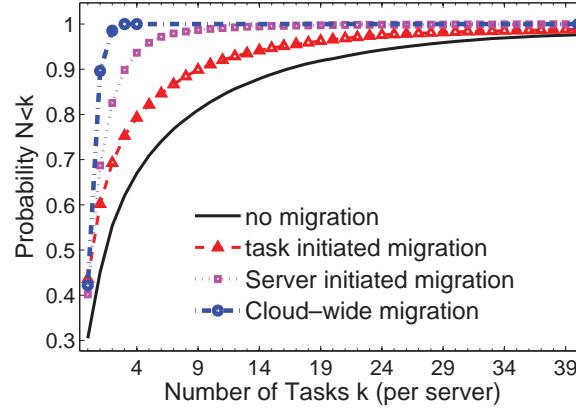 Probability N<k
1
0.9
0.8
0.7
0.6
0.5
0.4
0.3
no migration
task initiated migration
Server initiated migration
Cloud–wide migration
4 9 14 19 24 29 34 39
Number of Tasks k (per server)